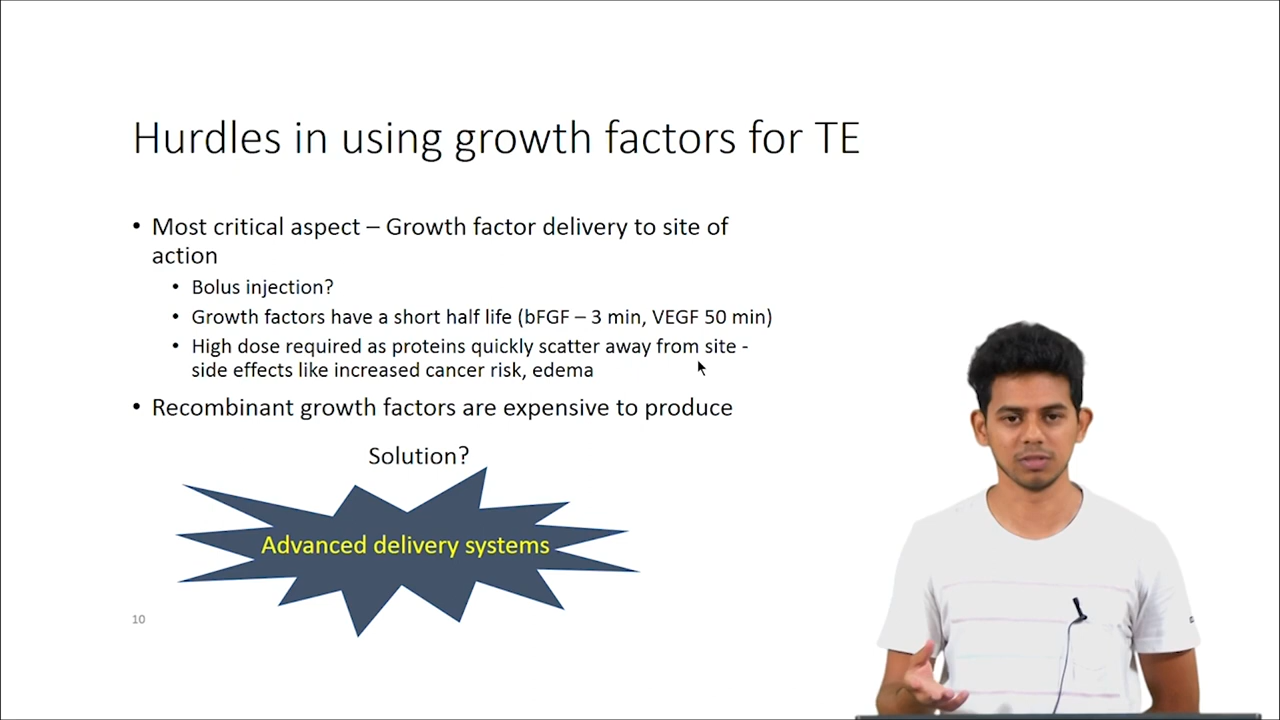 Hurdles in using growth factors for TE
• Most critical aspect – Growth factor delivery to site of
action
• Bolus injection?
• Growth factors have a short half life (bFGF – 3 min, VEGF 50 min)
• High dose required as proteins quickly scatter away from site -
side effects like increased cancer risk, edema
• Recombinant growth factors are expensive to produce
Solution?
Advanced delivery systems
10